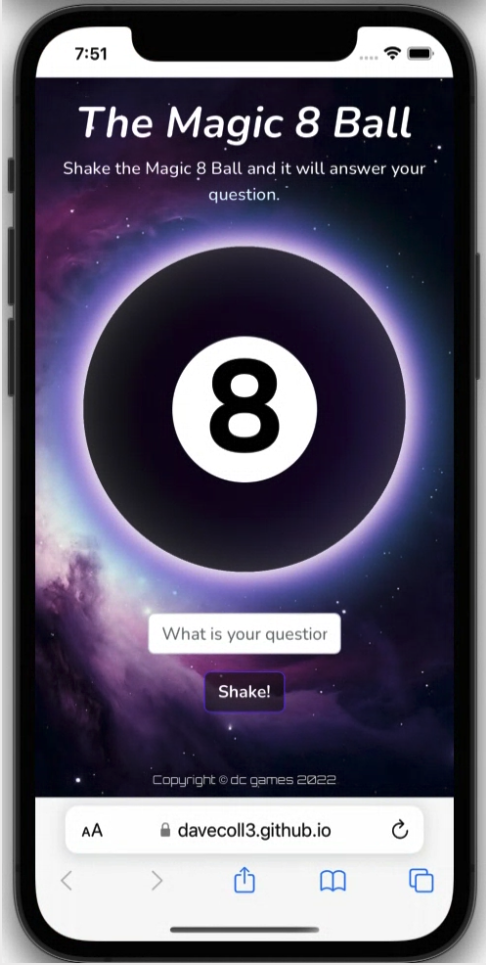 7:51
The Magic 8 Ball
Shake the Magic 8 Ball and it will answer your
question.
8
What is your question
Shake!
Copyright © dc games 2022
AA
davecoll3.github.io